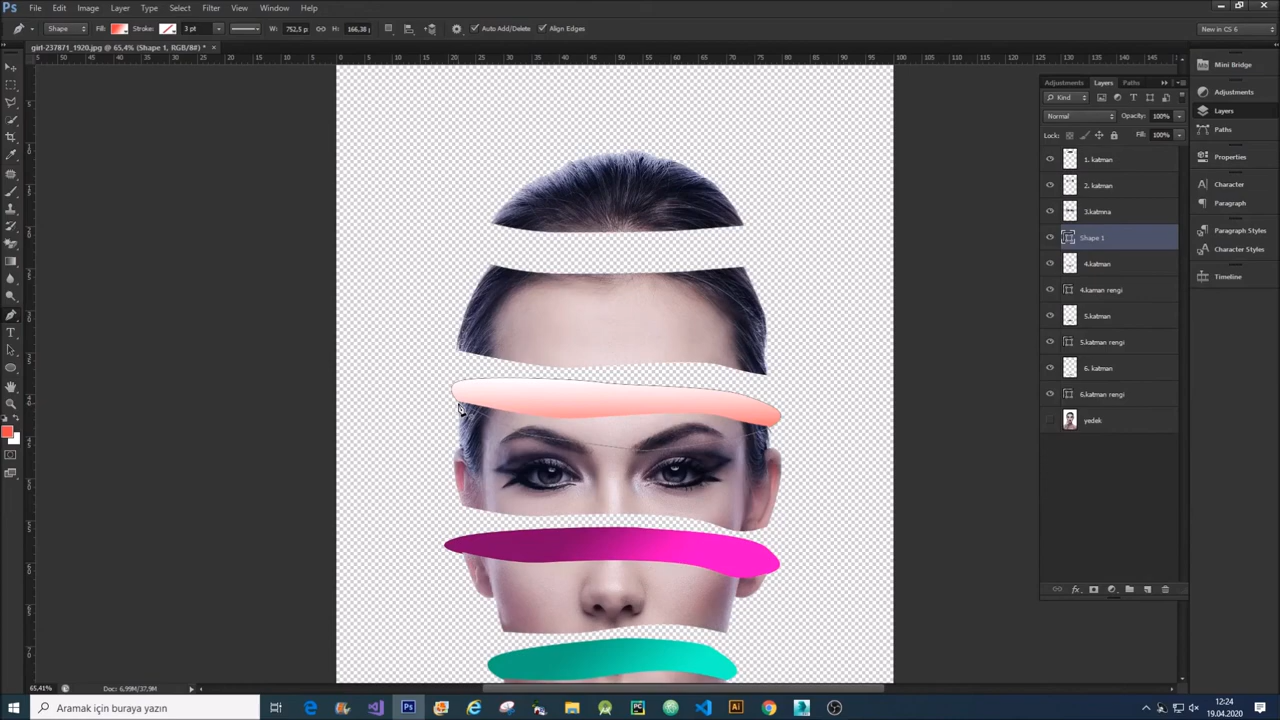 Ps File Edit Image Layer Type Select Filter View Window Help
Shape Fill: Stroke: 3 pt W: 752,5 p H: 166,38 Auto Add/Delete Align Edges New in CS 6
girl-237871_1920.jpg @ 65,4% (Shape 1, RGB/8#) *
Mini Bridge
Adjustments
Layers
Paths
Properties
Character
Paragraph
Paragraph Styles
Character Styles
Timeline
Adjustments Layers Paths
Kind
Normal Opacity: 100%
Lock: Fill: 100%
1. katman
2. katman
3.katmna
Shape 1
4.katman
4.kaman rengi
5.katman
5.katman rengi
6. katman
6.katman rengi
yedek
65,41% Doc: 6,99M/37,9M
Aramak için buraya yazın
12:24
19.04.2020